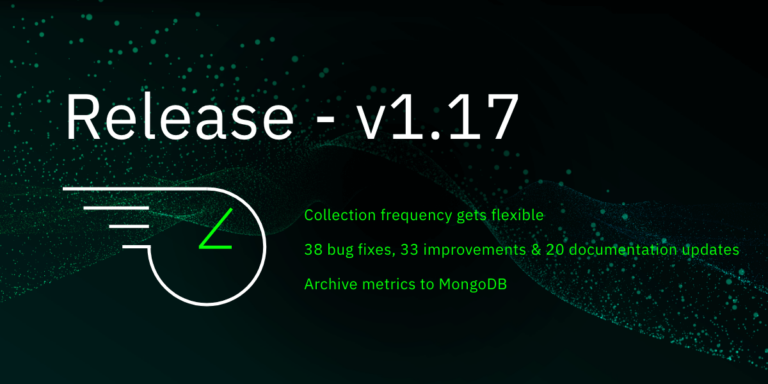 Release - v1.17
Collection frequency gets flexible
38 bug fixes, 33 improvements & 20 documentation updates
Archive metrics to MongoDB